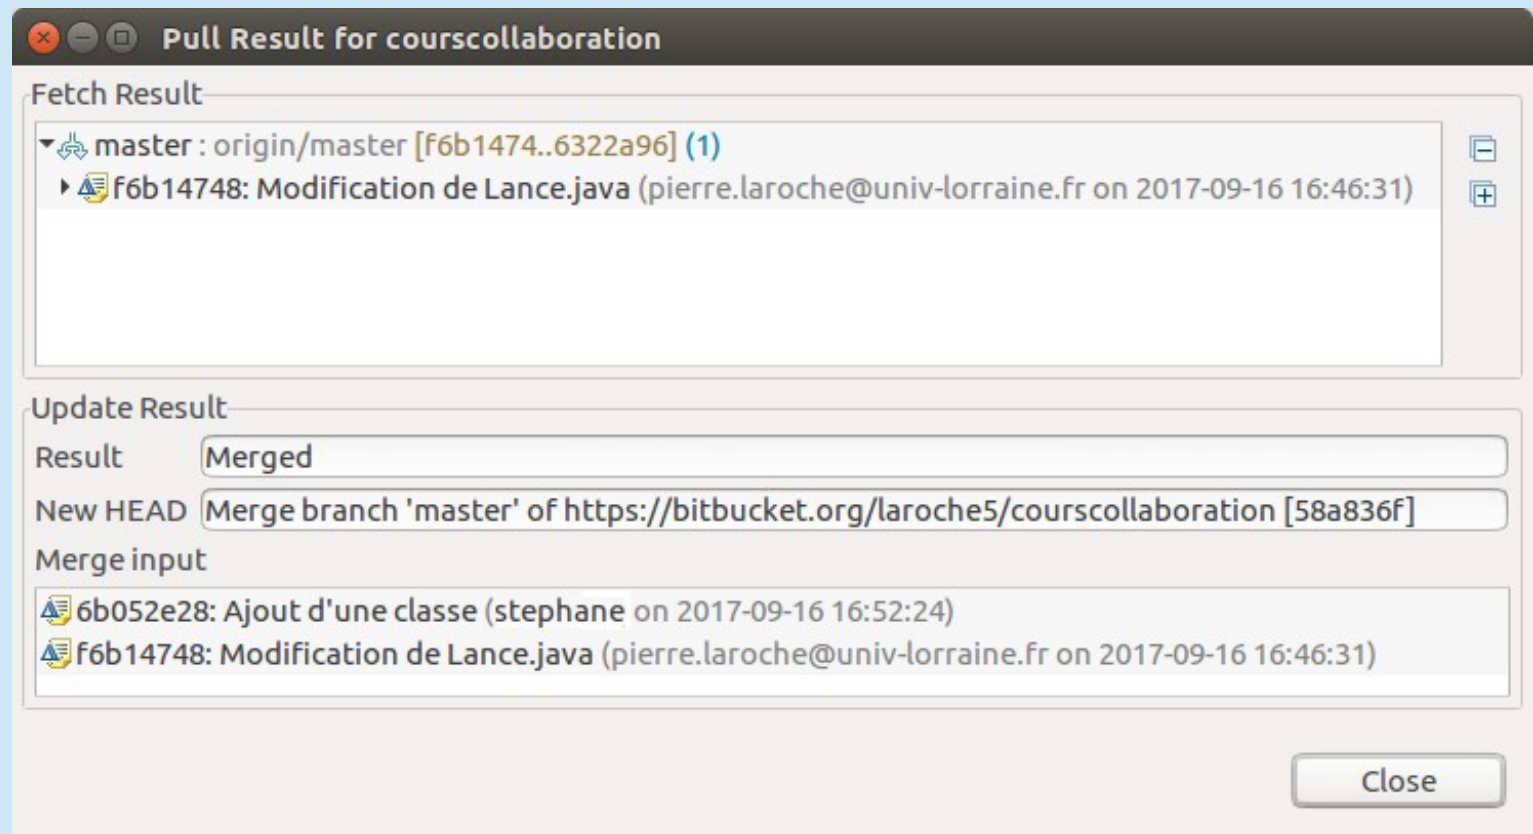 Pull Result for courscollaboration
Fetch Result
master : origin/master [f6b1474..6322a96] (1)
f6b14748: Modification de Lance.java (pierre.laroche@univ-lorraine.fr on 2017-09-16 16:46:31)
Update Result
Result Merged
New HEAD Merge branch 'master' of https://bitbucket.org/laroche5/courscollaboration [58a836f]
Merge input
6b052e28: Ajout d'une classe (stephane on 2017-09-16 16:52:24)
f6b14748: Modification de Lance.java (pierre.laroche@univ-lorraine.fr on 2017-09-16 16:46:31)
Close